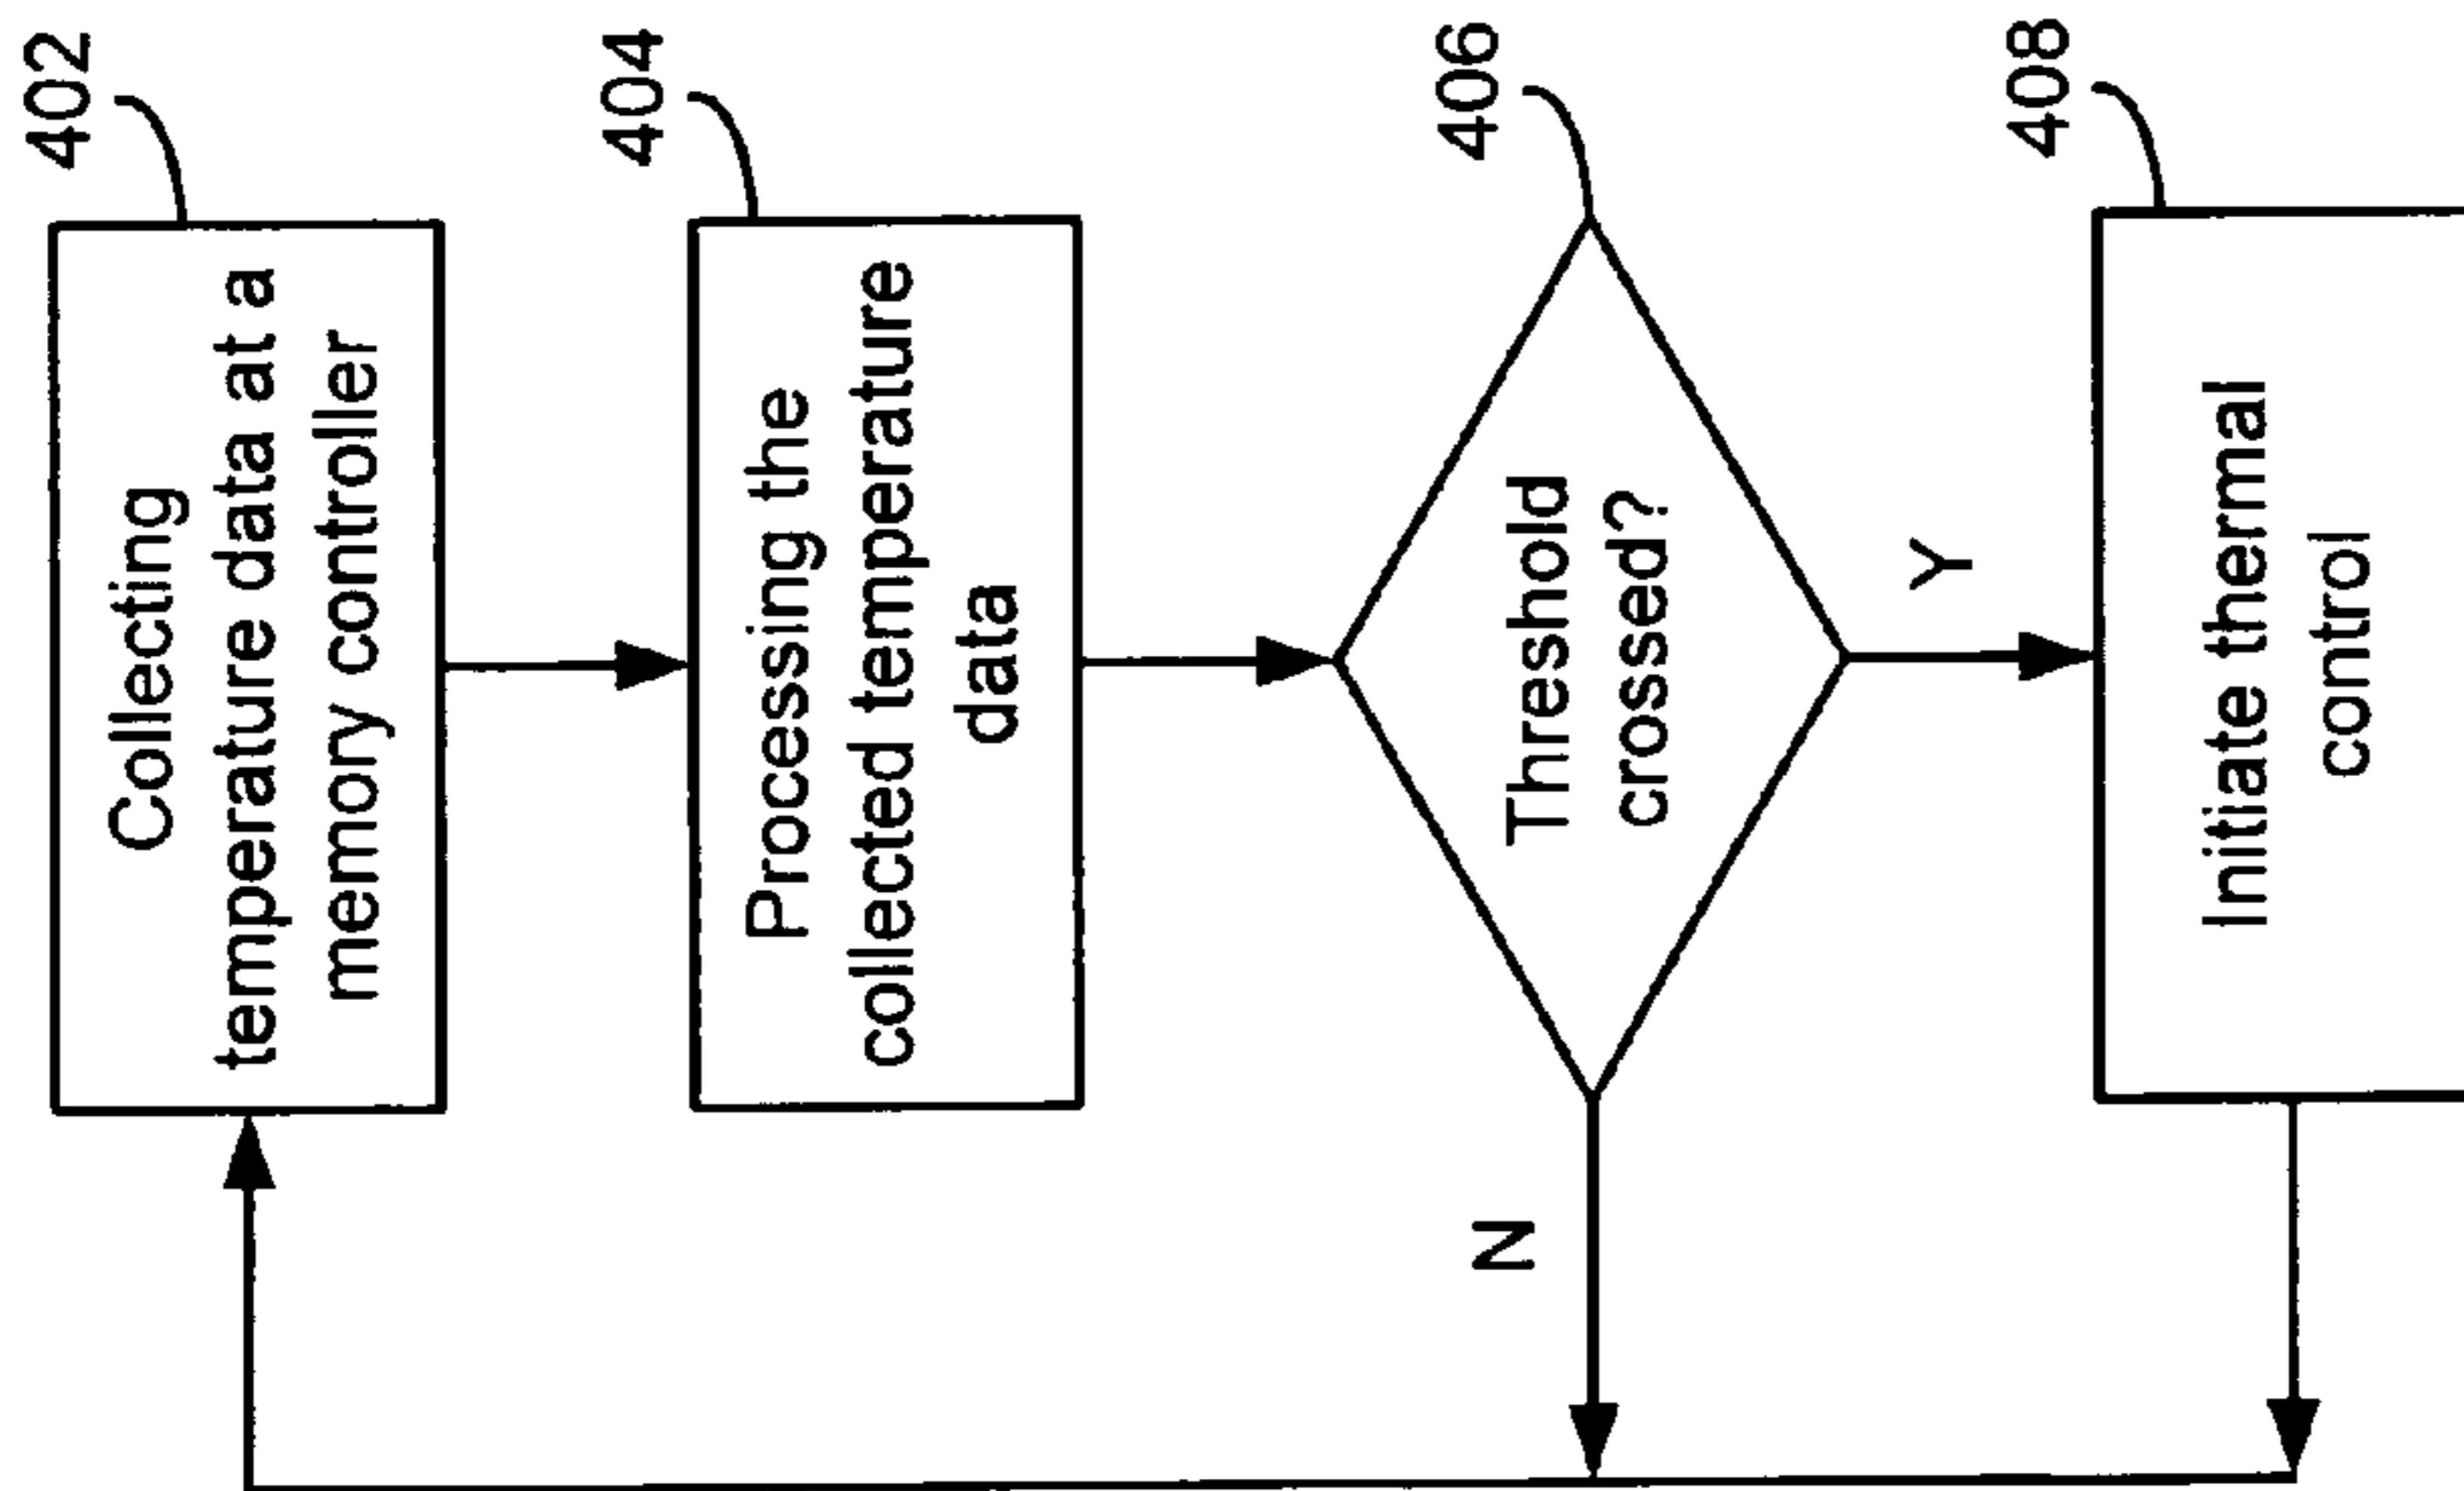 402
Collecting
temperature data at a
memory controller
404
Processing the
collected temperature
data
406
Threshold
crossed?
N
Y
408
Initiate thermal
control